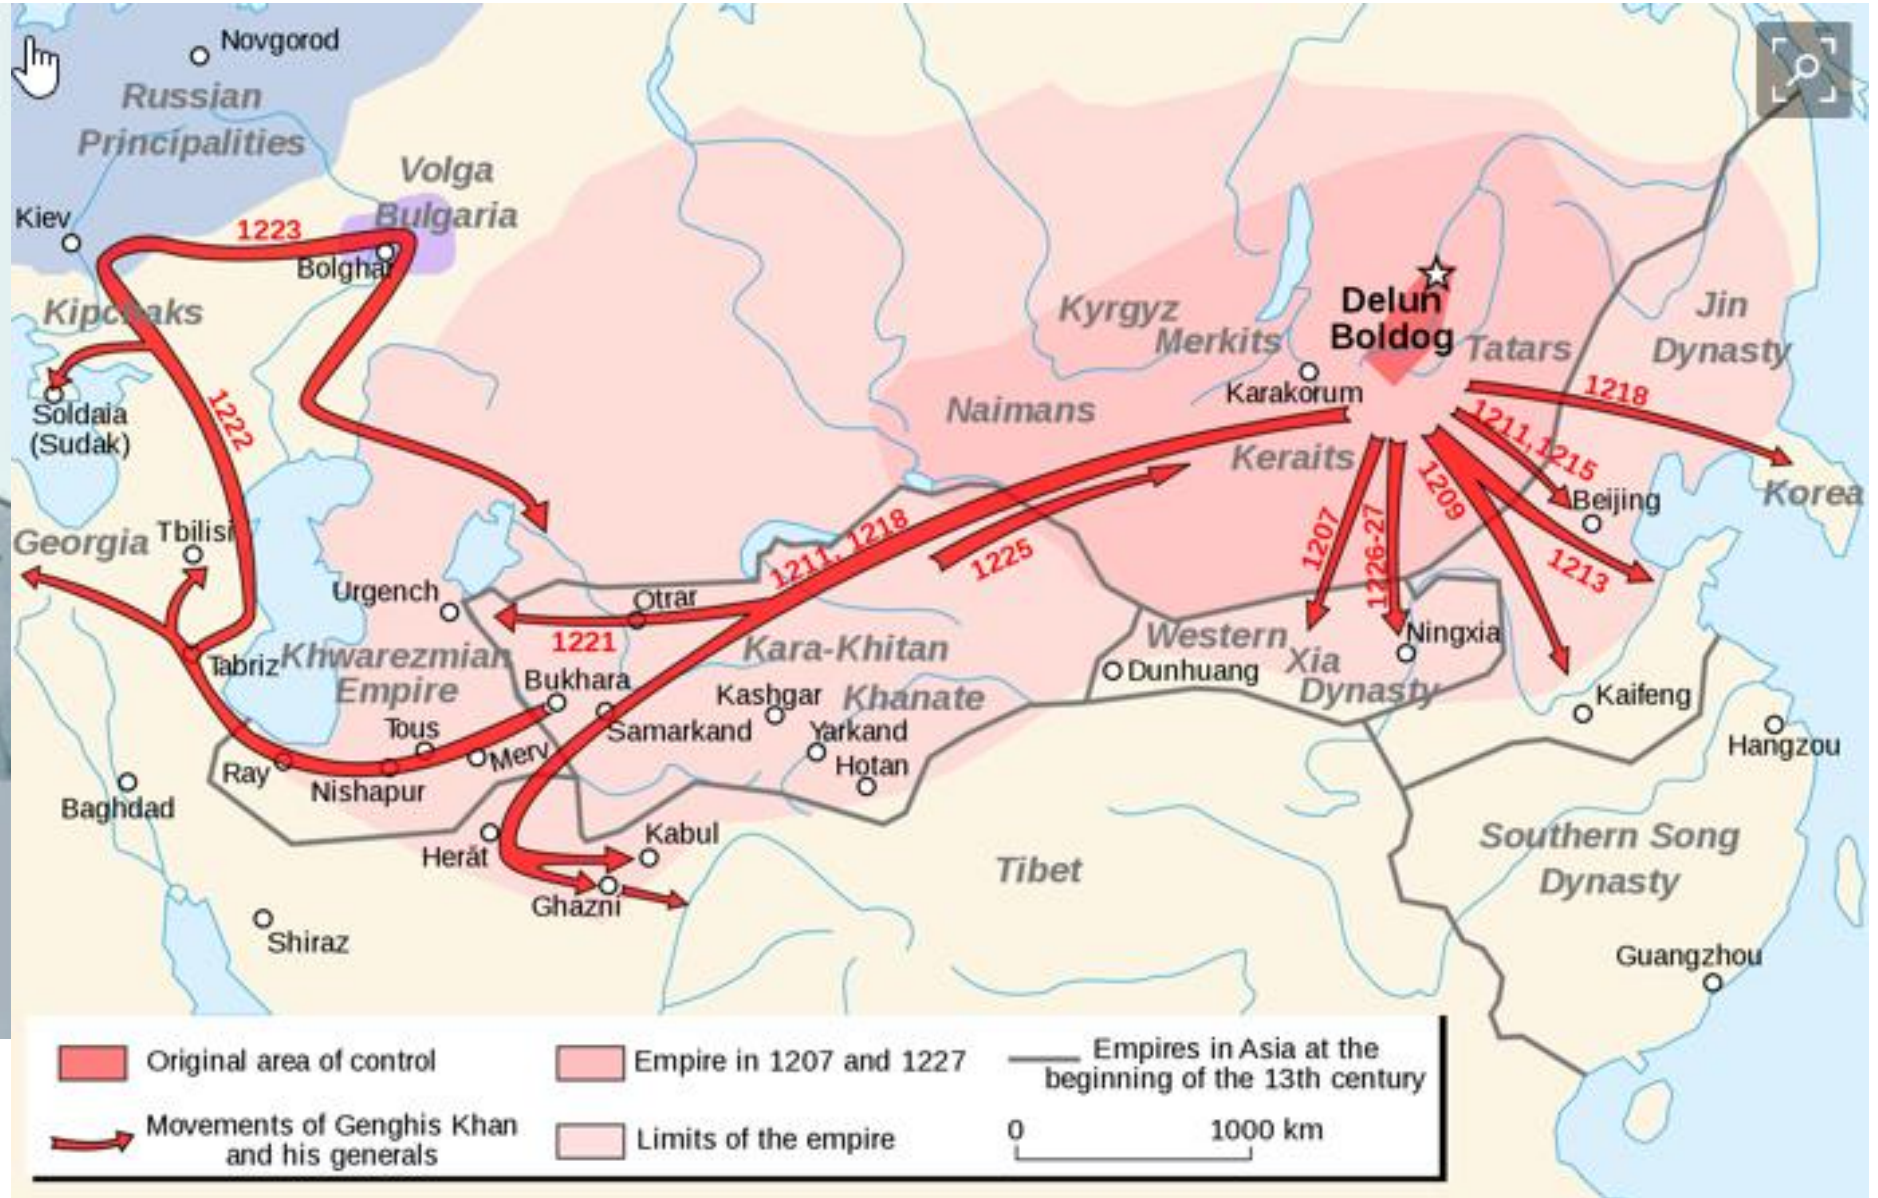 Novgorod
Russian
Principalities
Volga
Bulgaria
Kiev
1223
Bolghar
Kipchaks
Delun
Boldog
Kyrgyz
Merkits
Tatars
Jin
Dynasty
Karakorum
Naimans
1218
1222
Soldaia
(Sudak)
1211,1215
Keraits
1209
Beijing
Korea
Georgia
Tbilisi
1211, 1218
1225
1207
1226-27
1213
Urgench
Otrar
1221
Khwarezmian
Empire
Kara-Khitan
Khanate
Western
Xia
Dynasty
Ningxia
Dunhuang
Tabriz
Bukhara
Kashgar
Samarkand
Yarkand
Hotan
Kaifeng
Hangzou
Tous
Merv
Ray
Nishapur
Baghdad
Herāt
Kabul
Ghazni
Tibet
Southern Song
Dynasty
Shiraz
Guangzhou
Original area of control
Movements of Genghis Khan
and his generals
Empire in 1207 and 1227
Limits of the empire
Empires in Asia at the
beginning of the 13th century
0
1000 km